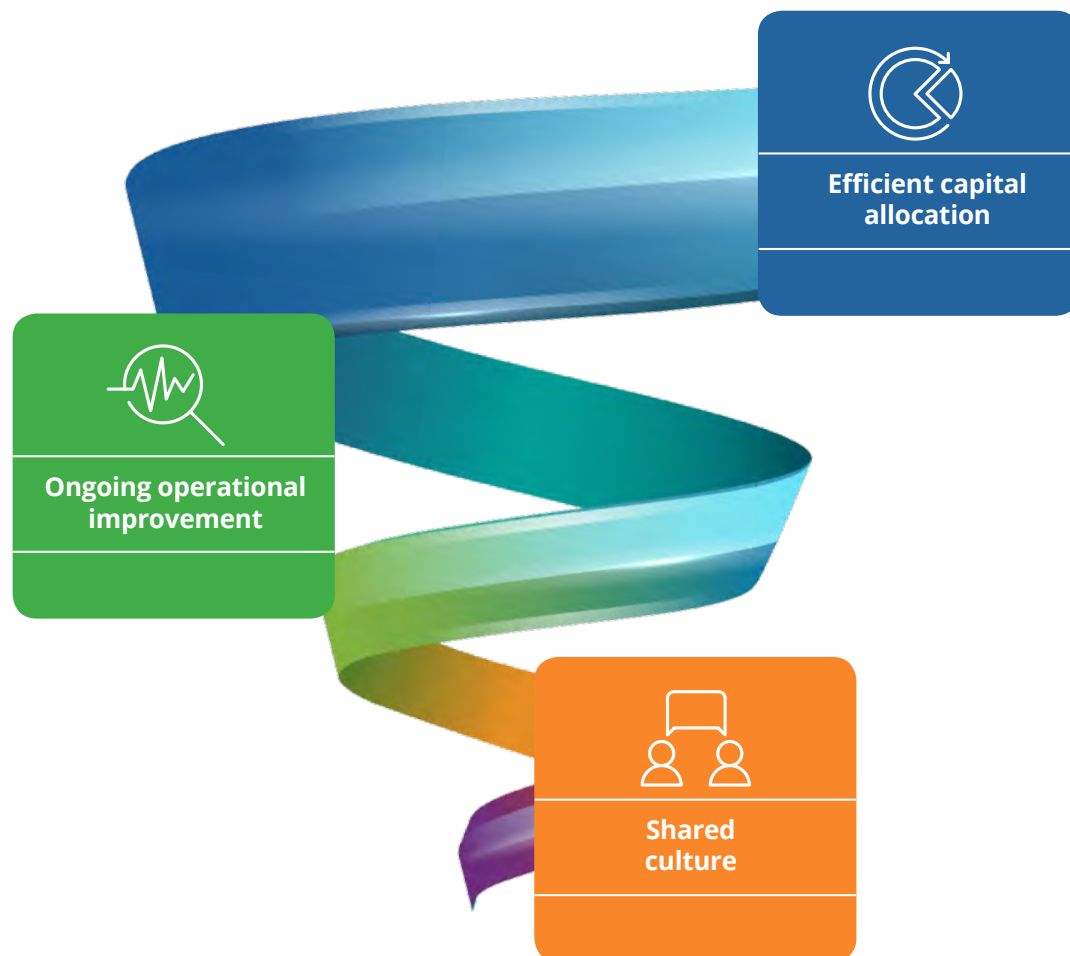 Efficient capital
allocation
Ongoing operational
improvement
Shared
culture